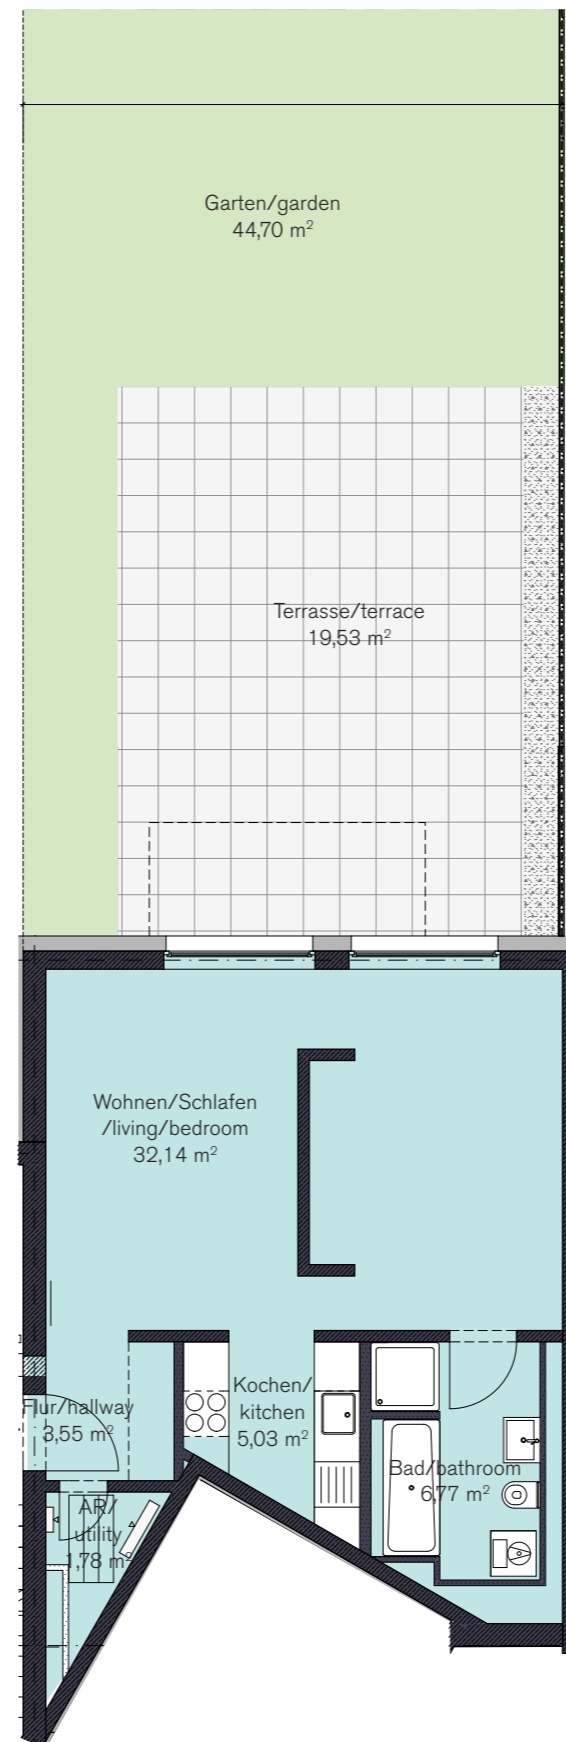 Garten/garden
44,70 m²
Terrasse/terrace
19,53 m²
Wohnen/Schlafen
/living/bedroom
32,14 m²
Kochen/
kitchen
5,03 m²
Flur/hallway
3,55 m²
Bad/bathroom
6,77 m²
AR/
utility
1,78 m²